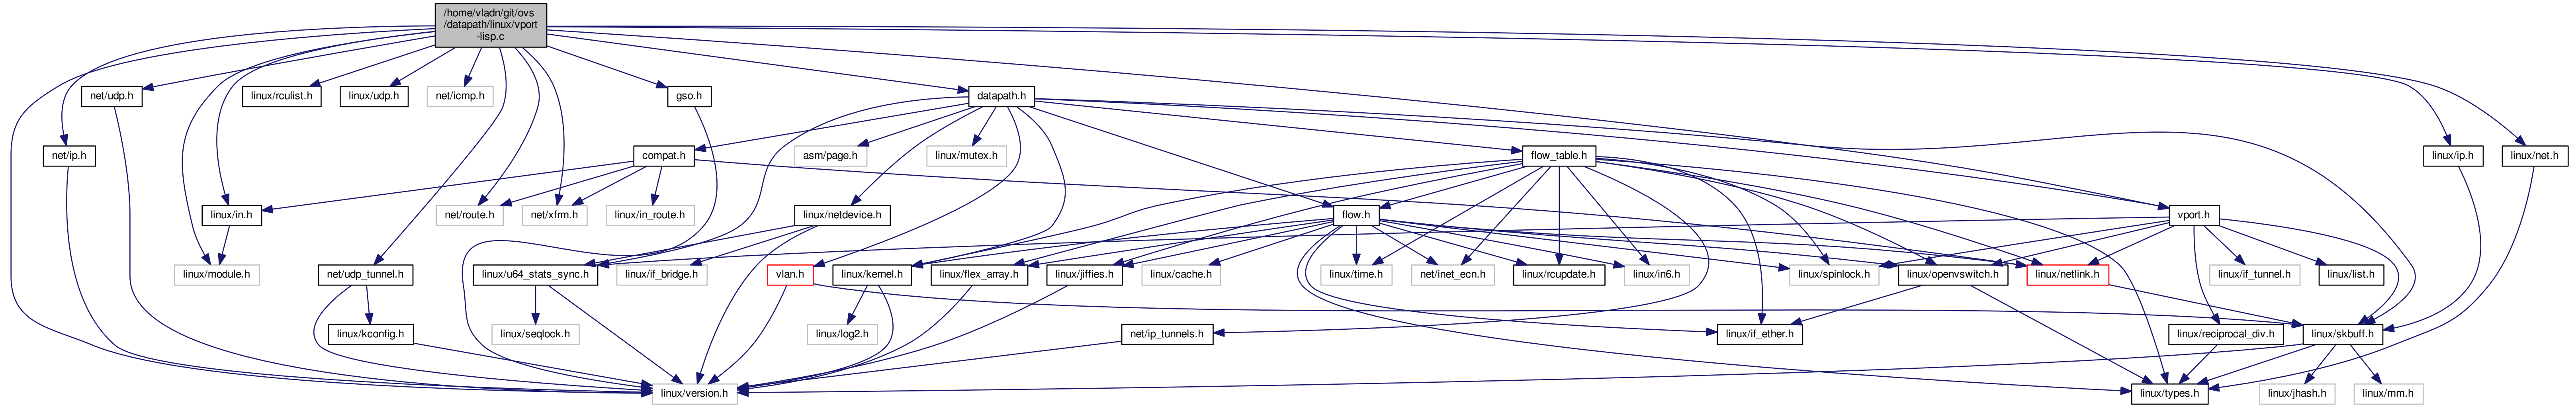 /home/vladn/git/ovs
/datapath/linux/vport
-lisp.c
net/udp.h
linux/rculist.h
linux/udp.h
net/icmp.h
gso.h
datapath.h
net/ip.h
compat.h
asm/page.h
linux/mutex.h
flow_table.h
linux/ip.h
linux/net.h
linux/in.h
net/route.h
net/xfrm.h
linux/in_route.h
linux/netdevice.h
flow.h
vport.h
linux/module.h
net/udp_tunnel.h
linux/u64_stats_sync.h
linux/if_bridge.h
vlan.h
linux/kernel.h
linux/flex_array.h
linux/jiffies.h
linux/cache.h
linux/time.h
net/inet_ecn.h
linux/rcupdate.h
linux/in6.h
linux/spinlock.h
linux/openvswitch.h
linux/netlink.h
linux/if_tunnel.h
linux/list.h
linux/kconfig.h
linux/seqlock.h
linux/log2.h
net/ip_tunnels.h
linux/if_ether.h
linux/reciprocal_div.h
linux/skbuff.h
linux/version.h
linux/types.h
linux/jhash.h
linux/mm.h